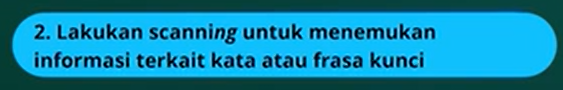 2. Lakukan scanning untuk menemukan
informasi terkait kata atau frasa kunci